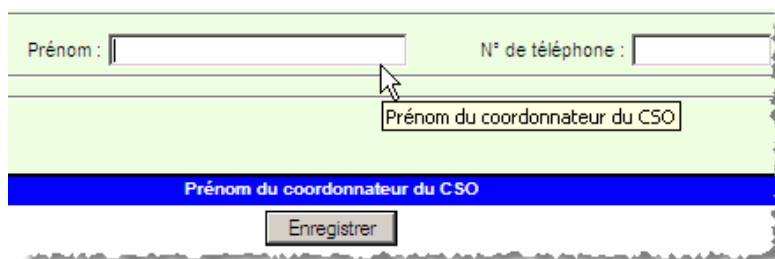 Prénom : N° de téléphone :
Prénom du coordonnateur du CSO
Prénom du coordonnateur du CSO
Enregistrer